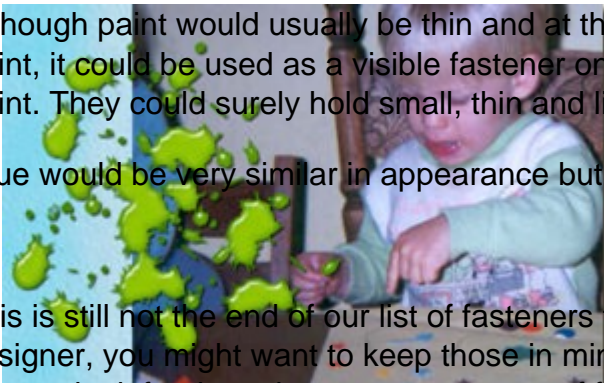 hough paint would usually be thin and at th
int, it could be used as a visible fastener on
int. They could surely hold small, thin and li
ue would be very similar in appearance but
is is still not the end of our list of fasteners
signer, you might want to keep those in min